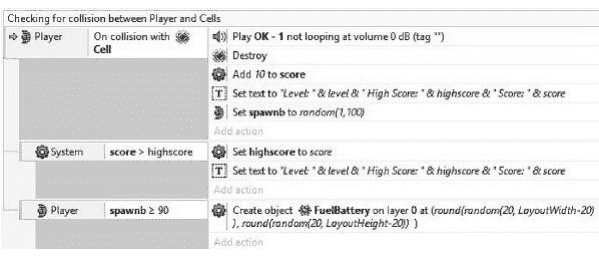 Checking for collision between Player and Cells
Player On collision with Cell Play OK - 1 not looping at volume 0 dB (tag "")
Destroy
Add 10 to score
Set text to "Level: " & level & " High Score: " & highscore & " Score: " & score
Set spawnb to random(1,100)
Add action
System score > highscore Set highscore to score
Set text to "Level: " & level & " High Score: " & highscore & " Score: " & score
Add action
Player spawnb ≥ 90 Create object FuelBattery on layer 0 at (round(random(20, LayoutWidth-20)
), round(random(20, LayoutHeight-20)) )
Add action